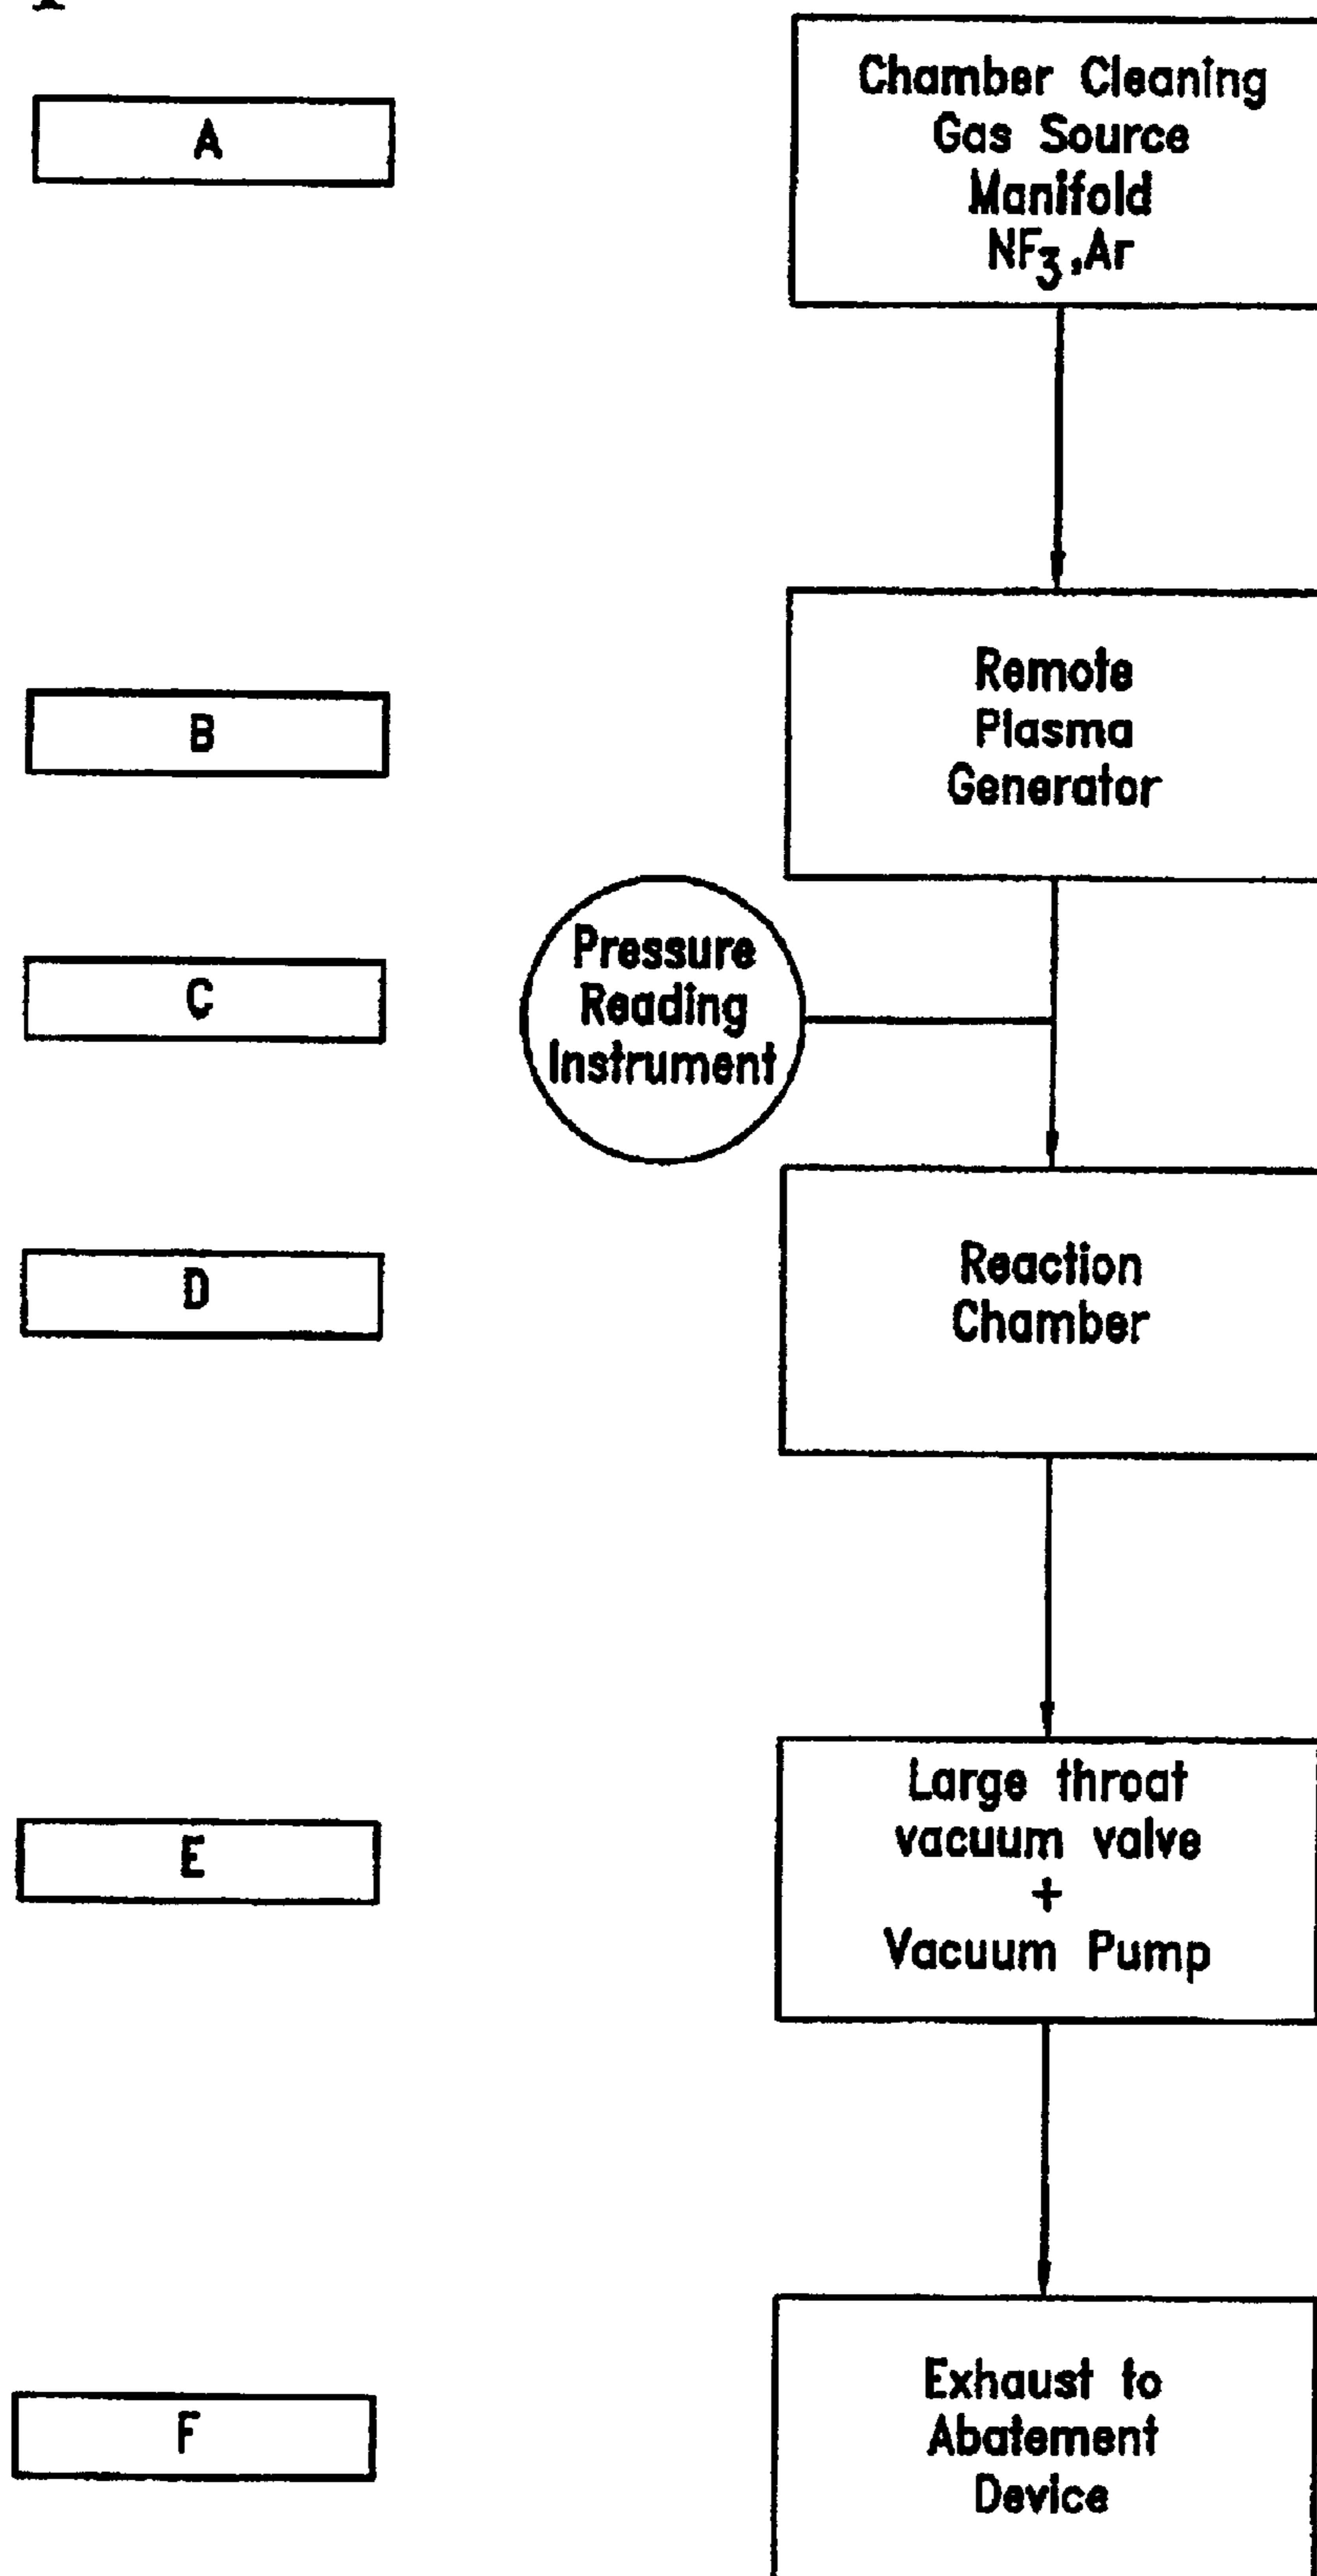 A
Chamber Cleaning
Gas Source
Manifold
NF3,Ar
B
Remote
Plasma
Generator
C
Pressure
Reading
Instrument
D
Reaction
Chamber
E
Large throat
vacuum valve
+
Vacuum Pump
F
Exhaust to
Abatement
Device